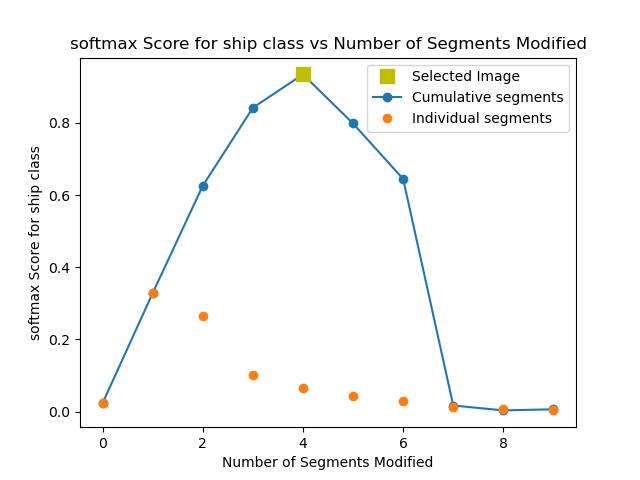 softmax Score for ship class vs Number of Segments Modified
Selected Image
Cumulative segments
Individual segments
softmax Score for ship class
0.8
0.6
0.4
0.2
0.0
0 2 4 6 8
Number of Segments Modified